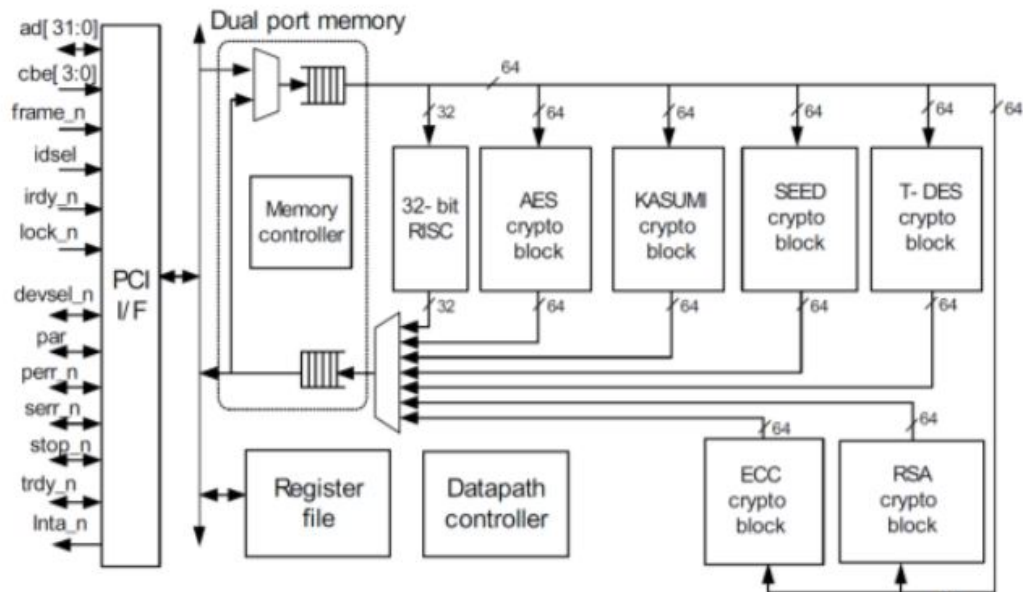 Dual port memory
ad[ 31:0]
cbe[ 3:0]
frame_n
idsel
irdy_n
lock_n
devsel_n
par
perr_n
serr_n
stop_n
trdy_n
Inta_n
PCI
I/F
64
32
64
64
64
64
64
Memory
controller
32- bit
RISC
AES
crypto
block
KASUMI
crypto
block
SEED
crypto
block
T- DES
crypto
block
32
64
64
64
64
64
64
Register
file
Datapath
controller
ECC
crypto
block
RSA
crypto
block